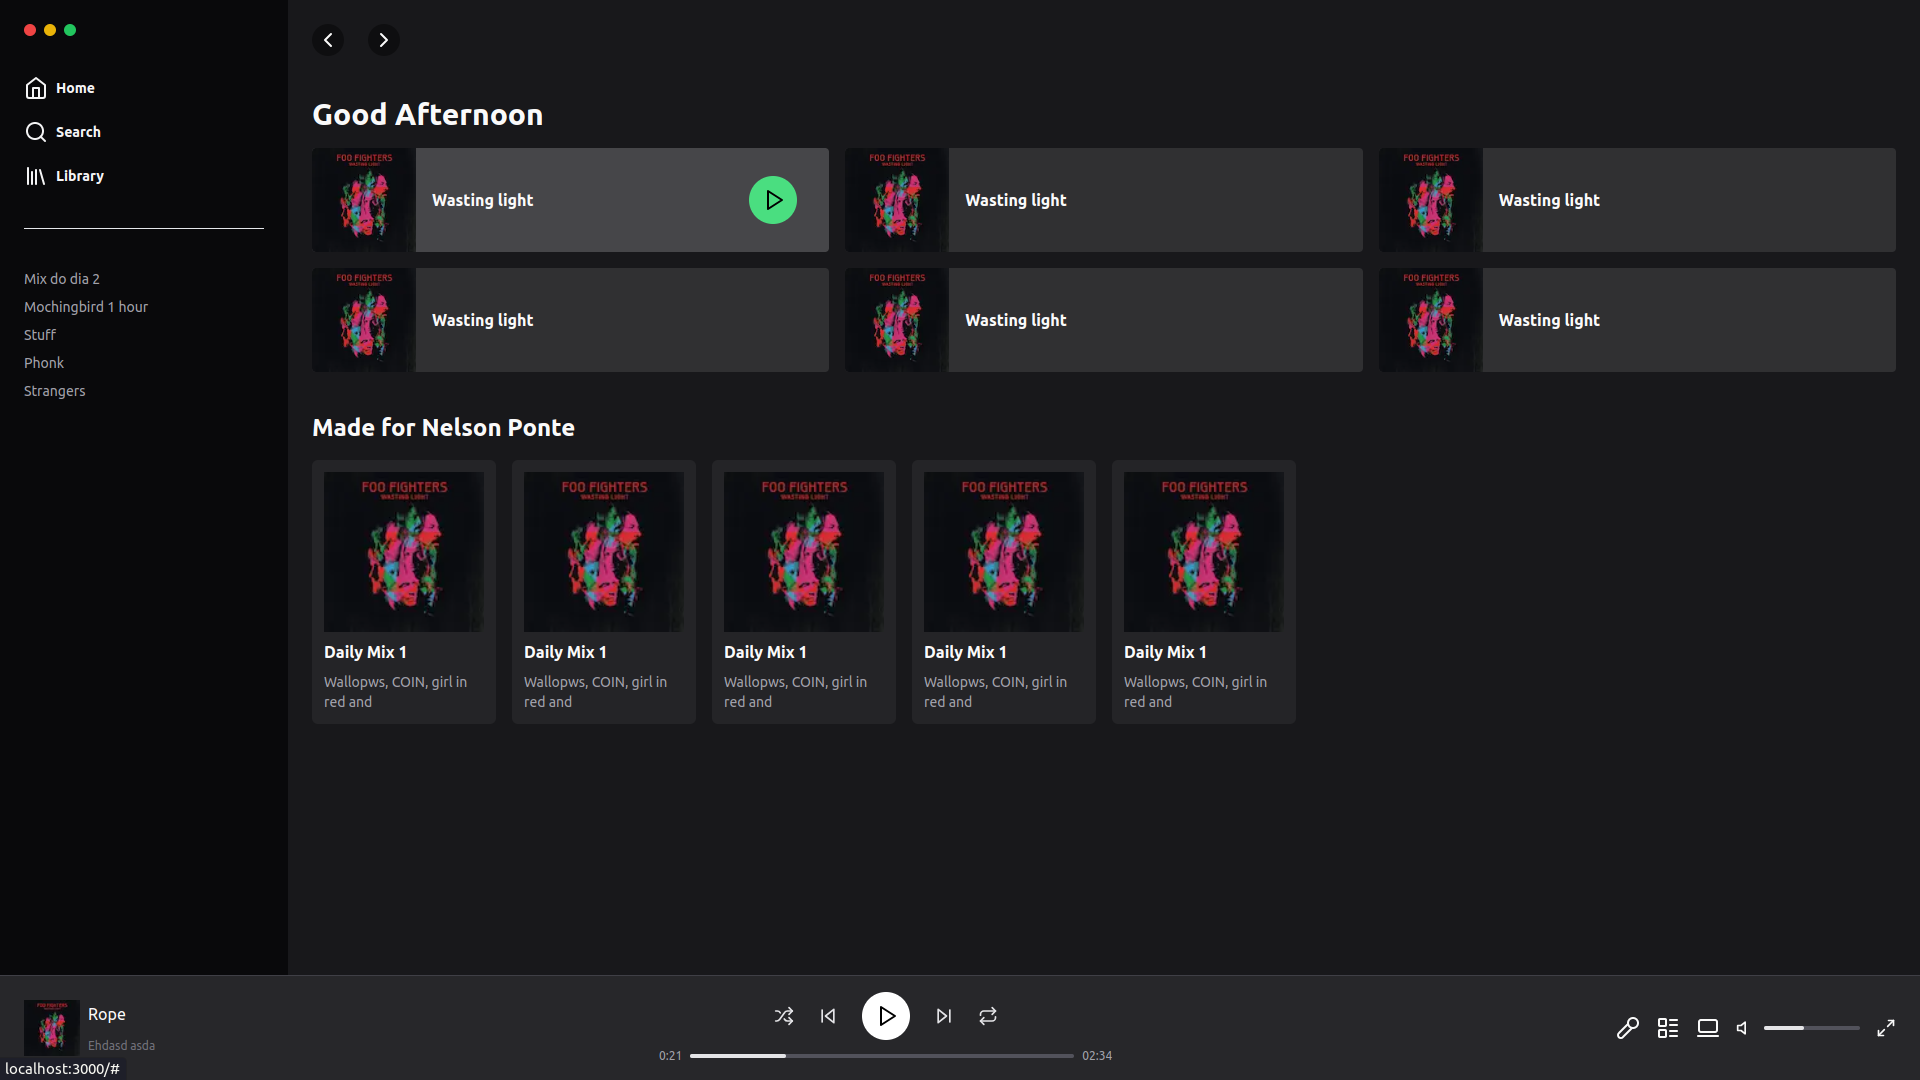 Home
Search
Library
Mix do dia 2
Mochingbird 1 hour
Stuff
Phonk
Strangers
Good Afternoon
FOO FIGHTERS
WASTING LIGHT
Wasting light
FOO FIGHTERS
WASTING LIGHT
Wasting light
FOO FIGHTERS
WASTING LIGHT
Wasting light
FOO FIGHTERS
WASTING LIGHT
Wasting light
FOO FIGHTERS
WASTING LIGHT
Wasting light
FOO FIGHTERS
WASTING LIGHT
Wasting light
Made for Nelson Ponte
FOO FIGHTERS
WASTING LIGHT
Daily Mix 1
Wallopws, COIN, girl in
red and
FOO FIGHTERS
WASTING LIGHT
Daily Mix 1
Wallopws, COIN, girl in
red and
FOO FIGHTERS
WASTING LIGHT
Daily Mix 1
Wallopws, COIN, girl in
red and
FOO FIGHTERS
WASTING LIGHT
Daily Mix 1
Wallopws, COIN, girl in
red and
FOO FIGHTERS
WASTING LIGHT
Daily Mix 1
Wallopws, COIN, girl in
red and
FOO FIGHTERS
Rope
Ehdasd asda
0:21
02:34
localhost:3000/#